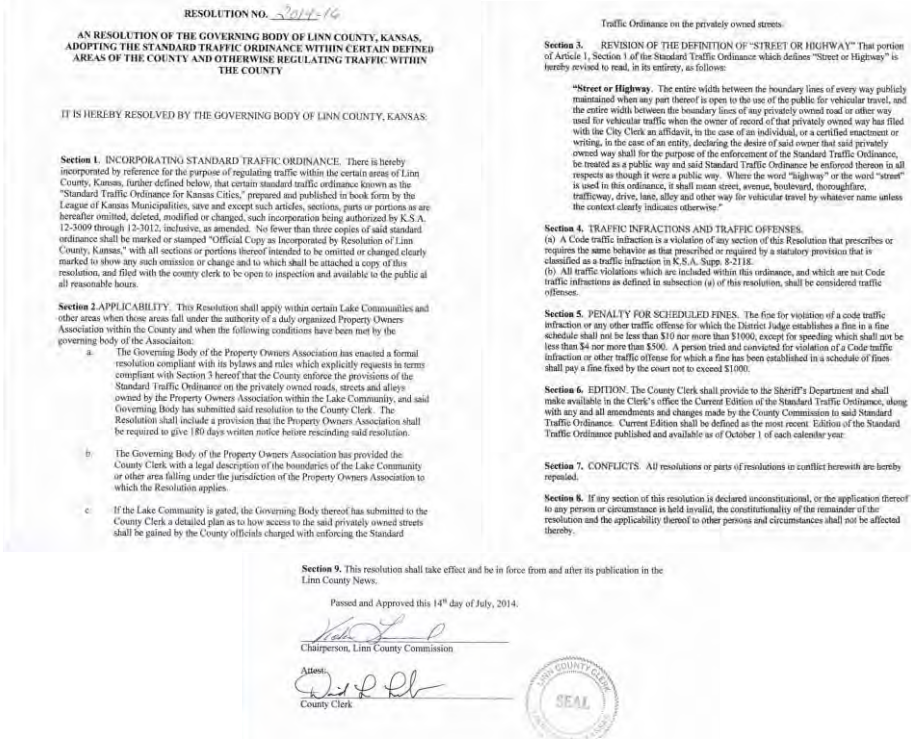 RESOLUTION NO. 2014-16
AN RESOLUTION OF THE GOVERNING BODY OF LINN COUNTY, KANSAS,
ADOPTING THE STANDARD TRAFFIC ORDINANCE WITHIN CERTAIN DEFINED
AREAS OF THE COUNTY AND OTHERWISE REGULATING TRAFFIC WITHIN
THE COUNTY
IT IS HEREBY RESOLVED BY THE GOVERNING BODY OF LINN COUNTY, KANSAS:
Section 1. INCORPORATING STANDARD TRAFFIC ORDINANCE. There is hereby
incorporated by reference for the purpose of regulating traffic within the certain areas of Linn
County, Kansas, further defined below, that certain standard traffic ordinance known as the
"Standard Traffic Ordinance for Kansas Cities," prepared and published in book form by the
League of Kansas Municipalities, save and except such articles, sections, parts or portions as are
hereafter omitted, deleted, modified or changed, such incorporation being authorized by K.S.A.
12-3009 through 12-3012, inclusive, as amended. No fewer than three copies of said standard
ordinance shall be marked or stamped "Official Copy as Incorporated by Resolution of Linn
County, Kansas," with all sections or portions thereof intended to be omitted or changed clearly
marked to show any such omission or change and to which shall be attached a copy of this
resolution, and filed with the county clerk to be open to inspection and available to the public at
all reasonable hours.
Section 2.APPLICABILITY. This Resolution shall apply within certain Lake Communities and
other areas when those areas fall under the authority of a duly organized Property Owners
Association within the County and when the following conditions have been met by the
governing body of the Associaiton:
a. The Governing Body of the Property Owners Association has enacted a formal
resolution compliant with its bylaws and rules which explicitly requests in terms
compliant with Section 3 hereof that the County enforce the provisions of the
Standard Traffic Ordinance on the privately owned roads, streets and alleys
owned by the Property Owners Association within the Lake Community, and said
Governing Body has submitted said resolution to the County Clerk. The
Resolution shall include a provision that the Property Owners Association shall
be required to give 180 days written notice before rescinding said resolution.
b. The Governing Body of the Property Owners Association has provided the
County Clerk with a legal description of the boundaries of the Lake Community
or other area falling under the jurisdiction of the Property Owners Association to
which the Resolution applies.
c. If the Lake Community is gated, the Governing Body thereof has submitted to the
County Clerk a detailed plan as to how access to the said privately owned streets
shall be gained by the County officials charged with enforcing the Standard
Traffic Ordinance on the privately owned streets.
Section 3. REVISION OF THE DEFINITION OF "STREET OR HIGHWAY" That portion
of Article 1, Section 1 of the Standard Traffic Ordinance which defines "Street or Highway" is
hereby revised to read, in its entirety, as follows:
"Street or Highway. The entire width between the boundary lines of every way publicly
maintained when any part thereof is open to the use of the public for vehicular travel, and
the entire width between the boundary lines of any privately owned road or other way
used for vehicular traffic when the owner of record of that privately owned way has filed
with the City Clerk an affidavit, in the case of an individual, or a certified enactment or
writing, in the case of an entity, declaring the desire of said owner that said privately
owned way shall for the purpose of the enforcement of the Standard Traffic Ordinance,
be treated as a public way and said Standard Traffic Ordinance be enforced thereon in all
respects as though it were a public way. Where the word "highway" or the word "street"
is used in this ordinance, it shall mean street, avenue, boulevard, thoroughfare,
trafficway, drive, lane, alley and other way for vehicular travel by whatever name unless
the context clearly indicates otherwise."
Section 4. TRAFFIC INFRACTIONS AND TRAFFIC OFFENSES.
(a) A Code traffic infraction is a violation of any section of this Resolution that prescribes or
requires the same behavior as that prescribed or required by a statutory provision that is
classified as a traffic infraction in K.S.A. Supp. 8-2118.
(b) All traffic violations which are included within this ordinance, and which are not Code
traffic infractions as defined in subsection (a) of this resolution, shall be considered traffic
offenses.
Section 5. PENALTY FOR SCHEDULED FINES. The fine for violation of a code traffic
infraction or any other traffic offense for which the District Judge establishes a fine in a fine
schedule shall not be less than $10 nor more than $1000, except for speeding which shall not be
less than $4 nor more than $500. A person tried and convicted for violation of a Code traffic
infraction or other traffic offense for which a fine has been established in a schedule of fines
shall pay a fine fixed by the court not to exceed $1000.
Section 6. EDITION. The County Clerk shall provide to the Sheriff's Department and shall
make available in the Clerk's office the Current Edition of the Standard Traffic Ordinance, along
with any and all amendments and changes made by the County Commission to said Standard
Traffic Ordinance. Current Edition shall be defined as the most recent Edition of the Standard
Traffic Ordinance published and available as of October 1 of each calendar year.
Section 7. CONFLICTS. All resolutions or parts of resolutions in conflict herewith are hereby
repealed.
Section 8. If any section of this resolution is declared unconstitutional, or the application thereof
to any person or circumstance is held invalid, the constitutionality of the remainder of the
resolution and the applicability thereof to other persons and circumstances shall not be affected
thereby.
Section 9. This resolution shall take effect and be in force from and after its publication in the
Linn County News.
Passed and Approved this 14th day of July, 2014.
Chairperson, Linn County Commission
Attest:
County Clerk
LINN COUNTY CLERK
SEAL
KANSAS